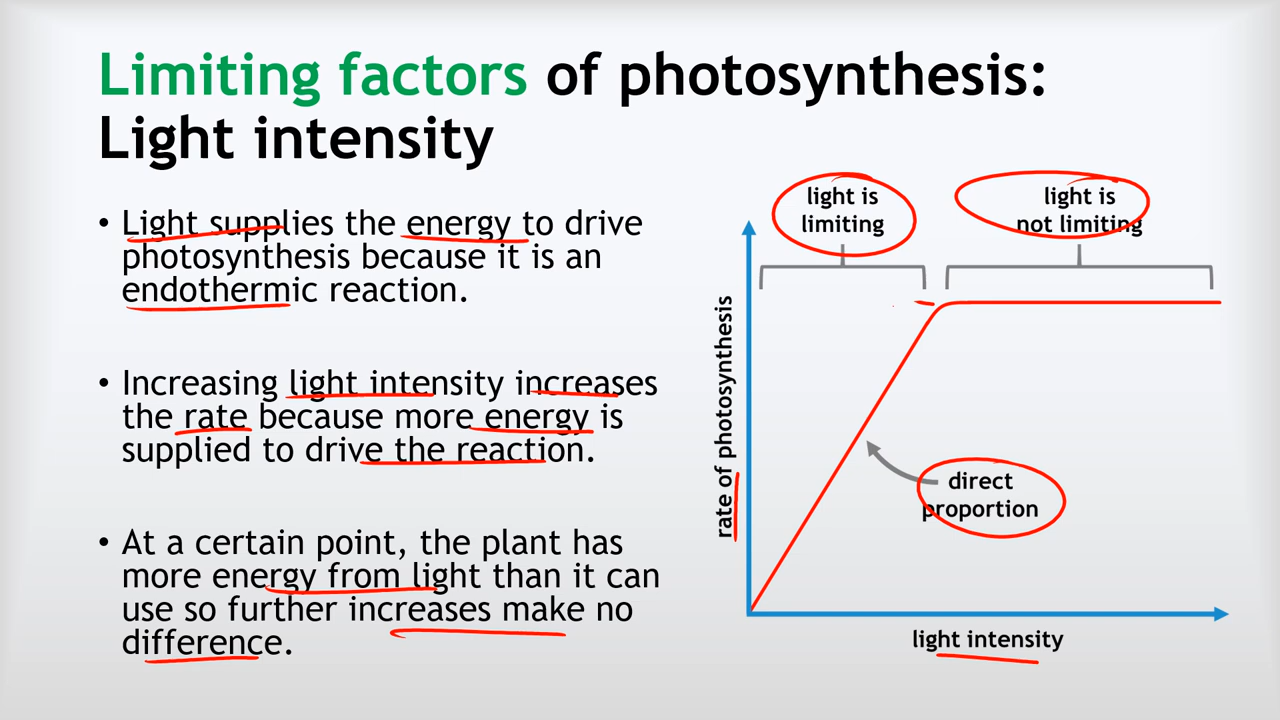 Limiting factors of photosynthesis:
Light intensity
• Light supplies the energy to drive
photosynthesis because it is an
endothermic reaction.
• Increasing light intensity increases
the rate because more energy is
supplied to drive the reaction.
• At a certain point, the plant has
more energy from light than it can
use so further increases make no
difference.
light is
limiting
light is
not limiting
rate of photosynthesis
direct
proportion
light intensity